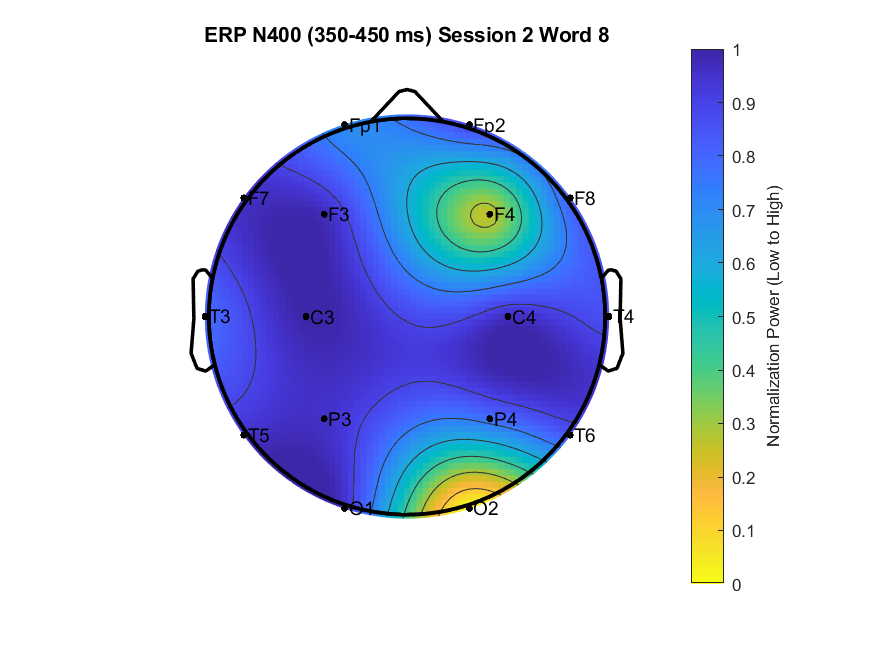 ERP N400 (350-450 ms) Session 2 Word 8
Fp1
Fp2
F7
F3
F4
F8
T3
C3
C4
T4
T5
P3
P4
T6
O1
O2
1
0.9
0.8
0.7
0.6
0.5
0.4
0.3
0.2
0.1
0
Normalization Power (Low to High)